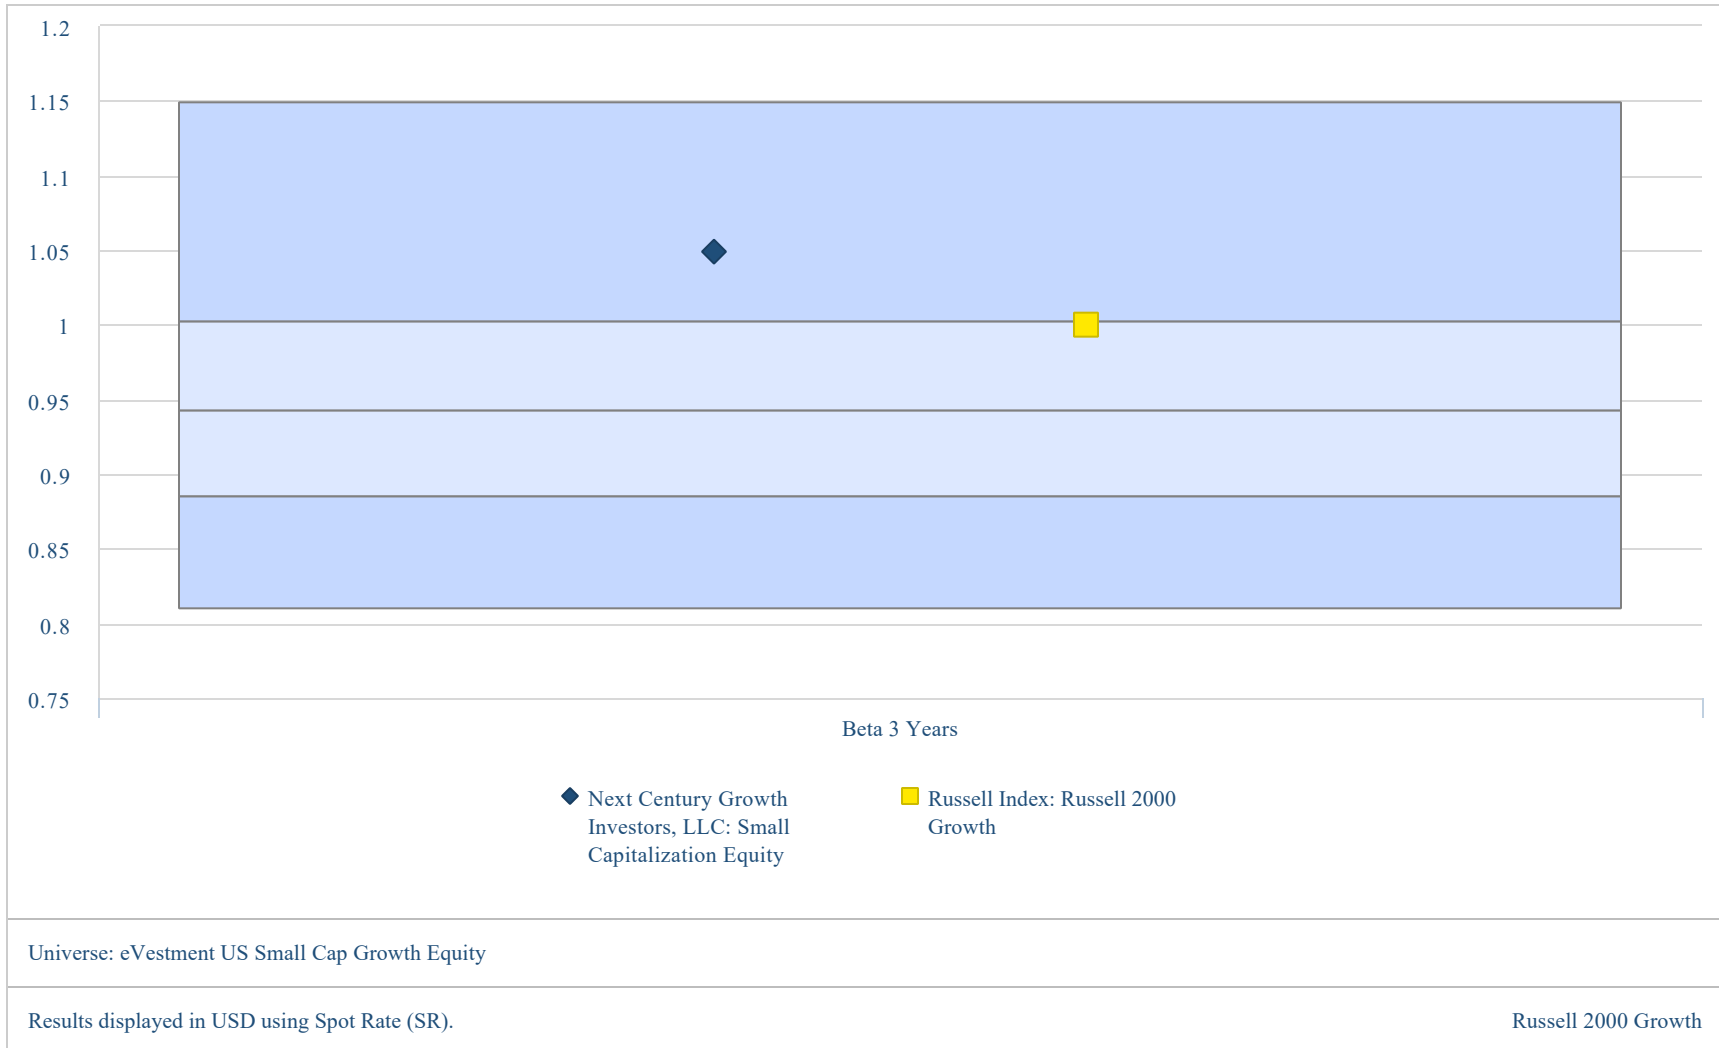 1.2
1.15
1.1
1.05
1
0.95
0.9
0.85
0.8
0.75
Beta 3 Years
Next Century Growth
Investors, LLC: Small
Capitalization Equity
Russell Index: Russell 2000
Growth
Universe: eVestment US Small Cap Growth Equity
Results displayed in USD using Spot Rate (SR).
Russell 2000 Growth